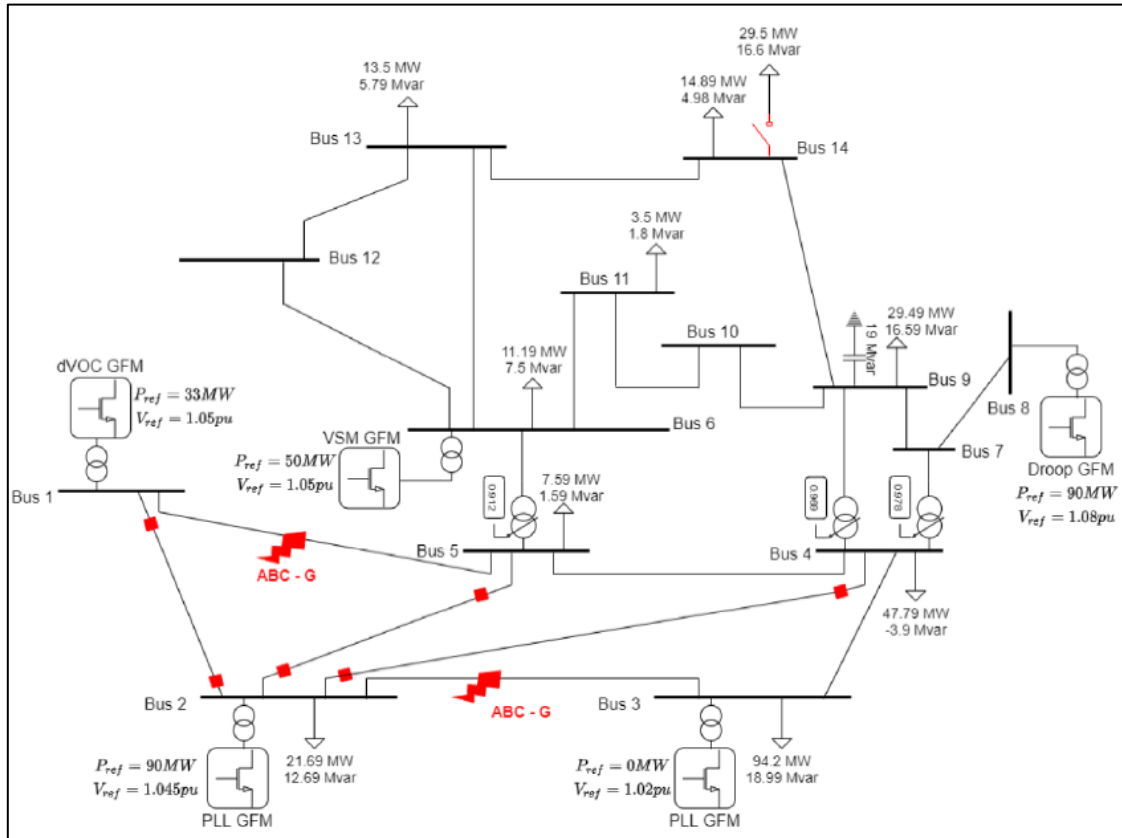 29.5 MW
16.6 Mvar
13.5 MW
5.79 Mvar
14.89 MW
4.98 Mvar
Bus 13
Bus 14
3.5 MW
1.8 Mvar
Bus 12
Bus 11
Bus 10
19 Mvar
29.49 MW
16.59 Mvar
11.19 MW
7.5 Mvar
dVOC GFM
P_ref = 33MW
V_ref = 1.05pu
Bus 9
Bus 8
Bus 6
VSM GFM
P_ref = 50MW
V_ref = 1.05pu
Bus 7
Droop GFM
P_ref = 90MW
V_ref = 1.08pu
Bus 1
0.912
7.59 MW
1.59 Mvar
0.969
0.978
Bus 5
Bus 4
ABC - G
47.79 MW
-3.9 Mvar
Bus 2
ABC - G
Bus 3
P_ref = 90MW
V_ref = 1.045pu
21.69 MW
12.69 Mvar
PLL GFM
P_ref = 0MW
V_ref = 1.02pu
94.2 MW
18.99 Mvar
PLL GFM